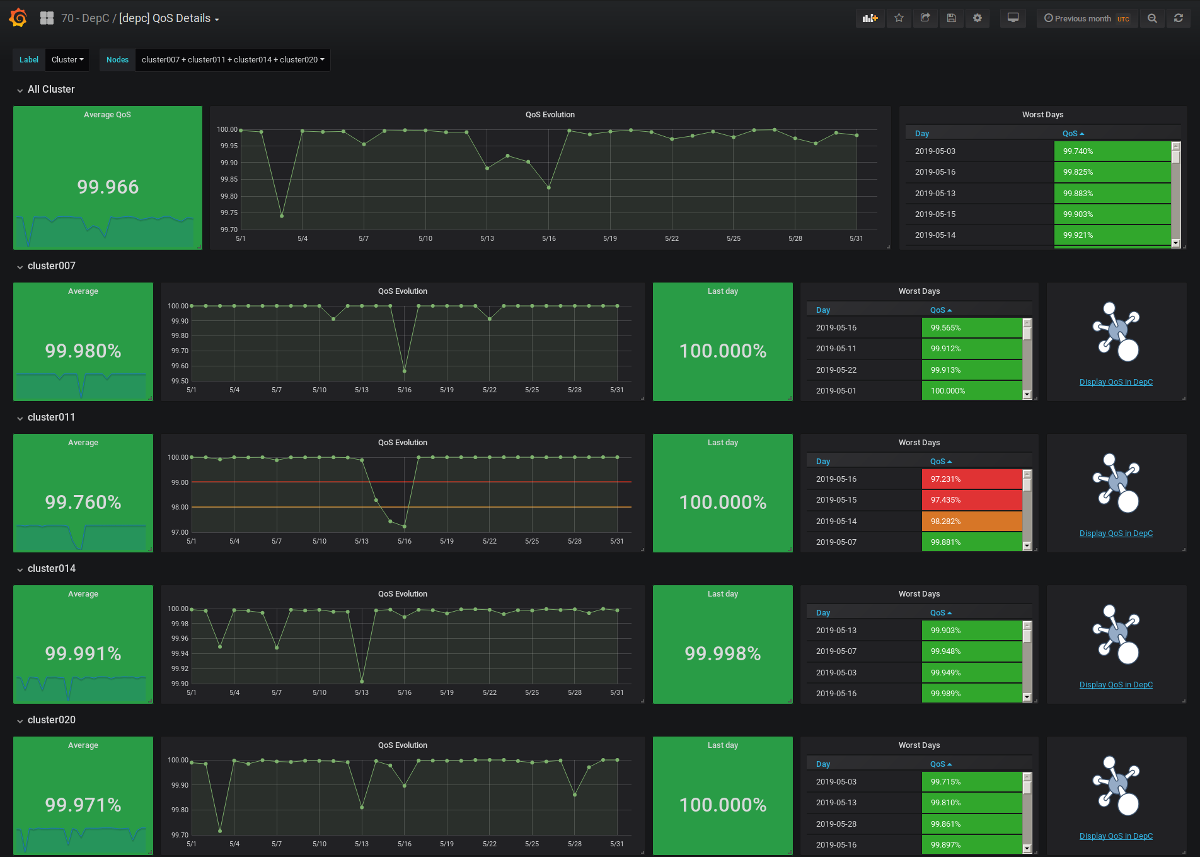 70 - DepC / [depc] QoS Details
Previous month UTC
Label Cluster Nodes cluster007 + cluster011 + cluster014 + cluster020
All Cluster
Average QoS
99.966
QoS Evolution
100.00
99.95
99.90
99.85
99.80
99.75
99.70
5/1 5/4 5/7 5/10 5/13 5/16 5/19 5/22 5/25 5/28 5/31
Worst Days
Day QoS
2019-05-03 99.740%
2019-05-16 99.825%
2019-05-13 99.883%
2019-05-15 99.903%
2019-05-14 99.921%
cluster007
Average
99.980%
QoS Evolution
100.00
99.90
99.80
99.70
99.60
99.50
5/1 5/4 5/7 5/10 5/13 5/16 5/19 5/22 5/25 5/28 5/31
Last day
100.000%
Worst Days
Day QoS
2019-05-16 99.565%
2019-05-11 99.912%
2019-05-22 99.913%
2019-05-01 100.000%
Display QoS in DepC
cluster011
Average
99.760%
QoS Evolution
100.00
99.00
98.00
97.00
5/1 5/4 5/7 5/10 5/13 5/16 5/19 5/22 5/25 5/28 5/31
Last day
100.000%
Worst Days
Day QoS
2019-05-16 97.231%
2019-05-15 97.435%
2019-05-14 98.282%
2019-05-07 99.881%
Display QoS in DepC
cluster014
Average
99.991%
QoS Evolution
100.00
99.98
99.96
99.94
99.92
99.90
5/1 5/4 5/7 5/10 5/13 5/16 5/19 5/22 5/25 5/28 5/31
Last day
99.998%
Worst Days
Day QoS
2019-05-13 99.903%
2019-05-07 99.948%
2019-05-03 99.949%
2019-05-16 99.989%
Display QoS in DepC
cluster020
Average
99.971%
QoS Evolution
100.00
99.90
99.80
99.70
5/1 5/4 5/7 5/10 5/13 5/16 5/19 5/22 5/25 5/28 5/31
Last day
100.000%
Worst Days
Day QoS
2019-05-03 99.715%
2019-05-13 99.810%
2019-05-28 99.861%
2019-05-16 99.897%
Display QoS in DepC